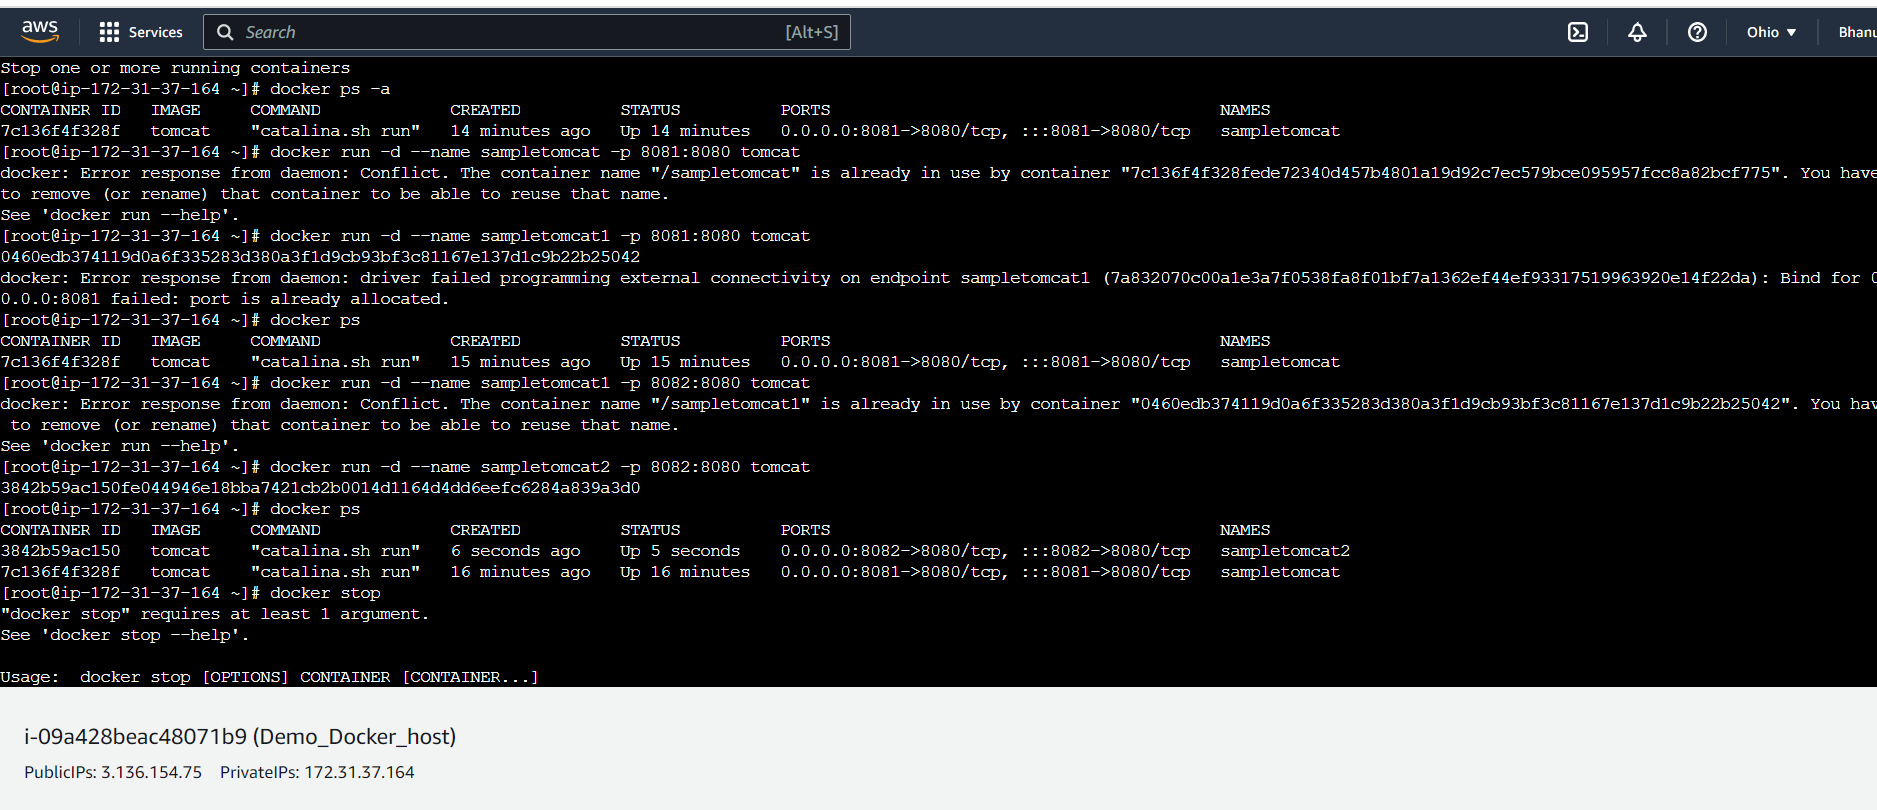 aws Services Search [Alt+S] Ohio ▼ Bhanu
Stop one or more running containers
[root@ip-172-31-37-164 ~]# docker ps -a
CONTAINER ID   IMAGE     COMMAND             CREATED          STATUS          PORTS                                       NAMES
7c136f4f328f   tomcat    "catalina.sh run"   14 minutes ago   Up 14 minutes   0.0.0.0:8081->8080/tcp, :::8081->8080/tcp   sampletomcat
[root@ip-172-31-37-164 ~]# docker run -d --name sampletomcat -p 8081:8080 tomcat
docker: Error response from daemon: Conflict. The container name "/sampletomcat" is already in use by container "7c136f4f328fede72340d457b4801a19d92c7ec579bce095957fcc8a82bcf775". You have
to remove (or rename) that container to be able to reuse that name.
See 'docker run --help'.
[root@ip-172-31-37-164 ~]# docker run -d --name sampletomcat1 -p 8081:8080 tomcat
0460edb374119d0a6f335283d380a3f1d9cb93bf3c81167e137d1c9b22b25042
docker: Error response from daemon: driver failed programming external connectivity on endpoint sampletomcat1 (7a832070c00a1e3a7f0538fa8f01bf7a1362ef44ef93317519963920e14f22da): Bind for 0
0.0.0:8081 failed: port is already allocated.
[root@ip-172-31-37-164 ~]# docker ps
CONTAINER ID   IMAGE     COMMAND             CREATED          STATUS          PORTS                                       NAMES
7c136f4f328f   tomcat    "catalina.sh run"   15 minutes ago   Up 15 minutes   0.0.0.0:8081->8080/tcp, :::8081->8080/tcp   sampletomcat
[root@ip-172-31-37-164 ~]# docker run -d --name sampletomcat1 -p 8082:8080 tomcat
docker: Error response from daemon: Conflict. The container name "/sampletomcat1" is already in use by container "0460edb374119d0a6f335283d380a3f1d9cb93bf3c81167e137d1c9b22b25042". You hav
 to remove (or rename) that container to be able to reuse that name.
See 'docker run --help'.
[root@ip-172-31-37-164 ~]# docker run -d --name sampletomcat2 -p 8082:8080 tomcat
3842b59ac150fe044946e18bba7421cb2b0014d1164d4dd6eefc6284a839a3d0
[root@ip-172-31-37-164 ~]# docker ps
CONTAINER ID   IMAGE     COMMAND             CREATED          STATUS          PORTS                                       NAMES
3842b59ac150   tomcat    "catalina.sh run"   6 seconds ago    Up 5 seconds    0.0.0.0:8082->8080/tcp, :::8082->8080/tcp   sampletomcat2
7c136f4f328f   tomcat    "catalina.sh run"   16 minutes ago   Up 16 minutes   0.0.0.0:8081->8080/tcp, :::8081->8080/tcp   sampletomcat
[root@ip-172-31-37-164 ~]# docker stop
"docker stop" requires at least 1 argument.
See 'docker stop --help'.
Usage:  docker stop [OPTIONS] CONTAINER [CONTAINER...]
i-09a428beac48071b9 (Demo_Docker_host)
PublicIPs: 3.136.154.75 PrivateIPs: 172.31.37.164